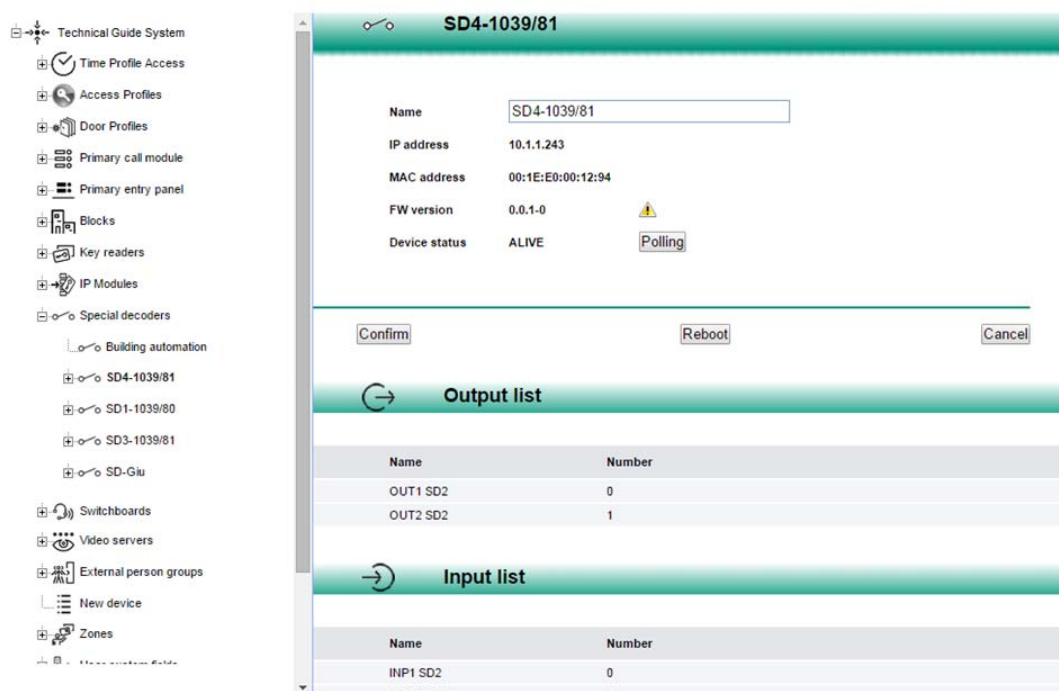 Technical Guide System
Time Profile Access
Access Profiles
Door Profiles
Primary call module
Primary entry panel
Blocks
Key readers
IP Modules
Special decoders
Building automation
SD4-1039/81
SD1-1039/80
SD3-1039/81
SD-Giu
Switchboards
Video servers
External person groups
New device
Zones
SD4-1039/81
Name SD4-1039/81
IP address 10.1.1.243
MAC address 00:1E:E0:00:12:94
FW version 0.0.1-0
Device status ALIVE Polling
Confirm Reboot Cancel
Output list
Name Number
OUT1 SD2 0
OUT2 SD2 1
Input list
Name Number
INP1 SD2 0